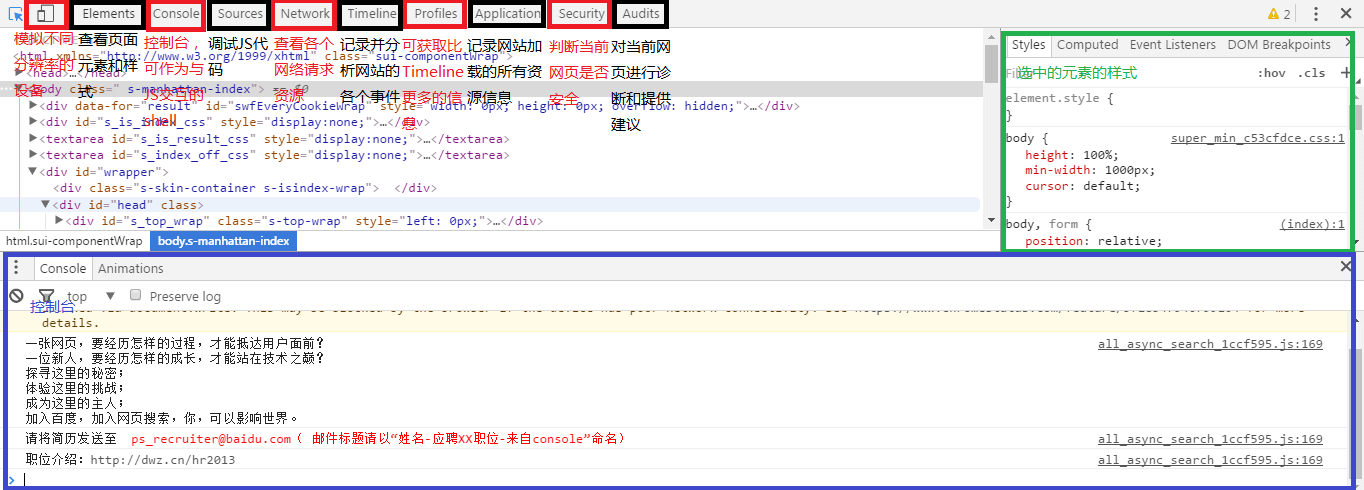 Elements Console Sources Network Timeline Profiles Application Security Audits 2
模拟不同分辨率的设备
查看页面元素和样式
控制台,可作为与JS交互的shell
调试JS代码
查看各个网络请求资源
记录并分析网站的各个事件
可获取比Timeline更多的信息
记录网站加载的所有资源信息
判断当前网页是否安全
对当前网页进行诊断和提供建议
<html xmlns="http://www.w3.org/1999/xhtml" class="sui-componentWrap">
▶<head>…</head>
<body class=" s-manhattan-index"> == $0
▶<div data-for="result" id="swfEveryCookieWrap" style="width: 0px; height: 0px; overflow: hidden;">…</div>
▶<div id="s_is_index_css" style="display:none;">…</div>
▶<textarea id="s_is_result_css" style="display:none;">…</textarea>
▶<textarea id="s_index_off_css" style="display:none;">…</textarea>
▼<div id="wrapper">
<div class="s-skin-container s-isindex-wrap"> </div>
▼<div id="head" class>
▶<div id="s_top_wrap" class="s-top-wrap" style="left: 0px;">…</div>
html.sui-componentWrap body.s-manhattan-index
Styles Computed Event Listeners DOM Breakpoints
选中的元素的样式
:hov .cls +
element.style {
}
body { super_min_c53cfdce.css:1
height: 100%;
min-width: 1000px;
cursor: default;
}
body, form { (index):1
position: relative;
Console Animations
top ▼ Preserve log
控制台
details.
一张网页，要经历怎样的过程，才能抵达用户面前? all_async_search_1ccf595.js:169
一位新人，要经历怎样的成长，才能站在技术之巅?
探寻这里的秘密;
体验这里的挑战;
成为这里的主人;
加入百度，加入网页搜索，你，可以影响世界。
请将简历发送至 ps_recruiter@baidu.com（ 邮件标题请以“姓名-应聘XX职位-来自console”命名） all_async_search_1ccf595.js:169
职位介绍：http://dwz.cn/hr2013 all_async_search_1ccf595.js:169
>